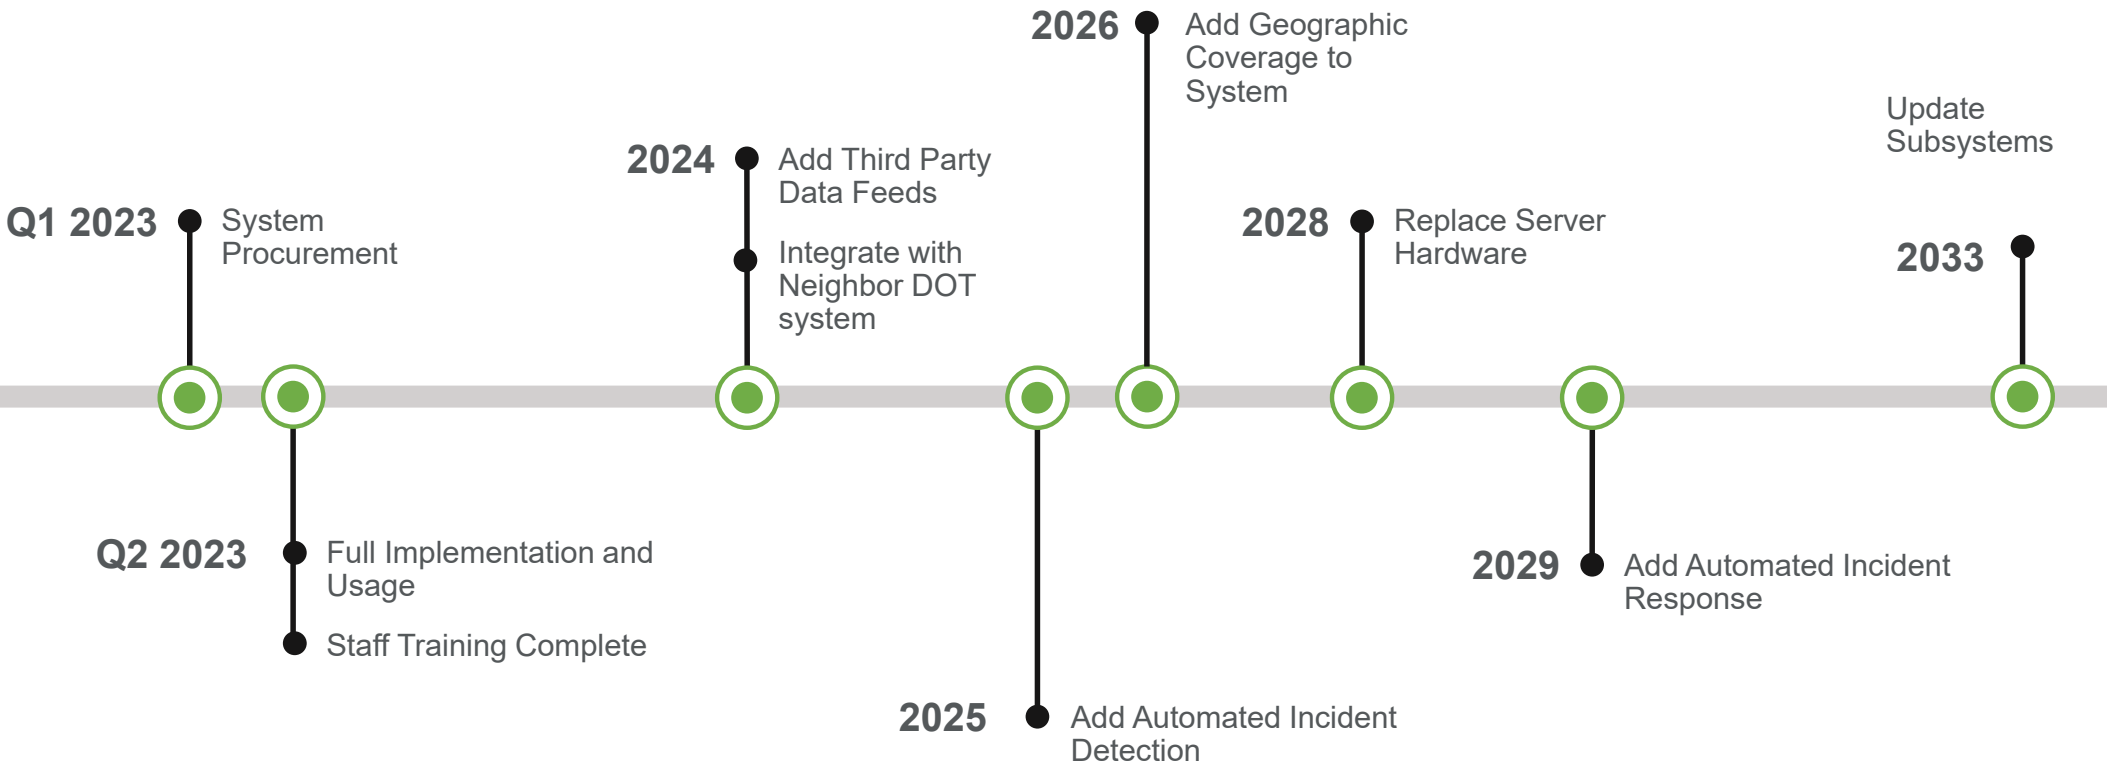 Q1 2023
System
Procurement
Q2 2023
Full Implementation and
Usage
Staff Training Complete
2024
Add Third Party
Data Feeds
Integrate with
Neighbor DOT
system
2025
Add Automated Incident
Detection
2026
Add Geographic
Coverage to
System
2028
Replace Server
Hardware
2029
Add Automated Incident
Response
2033
Update
Subsystems